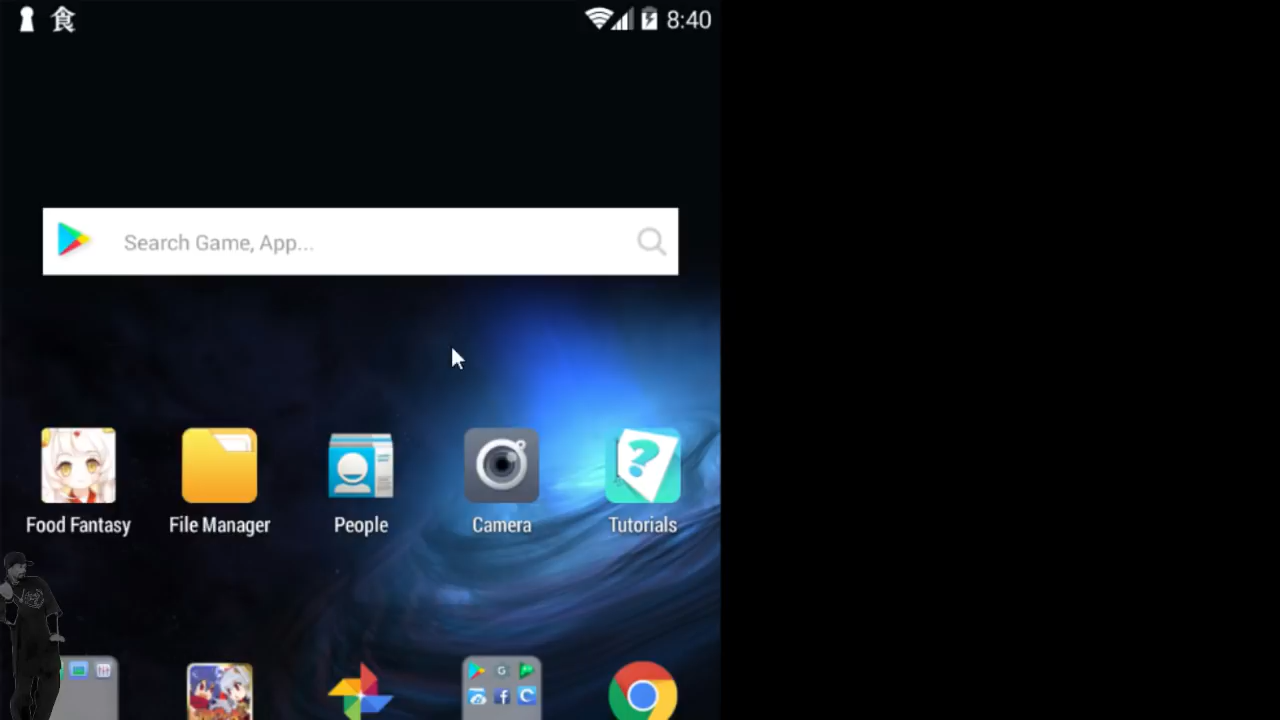 食 8:40
Search Game, App...
Food Fantasy File Manager People Camera Tutorials